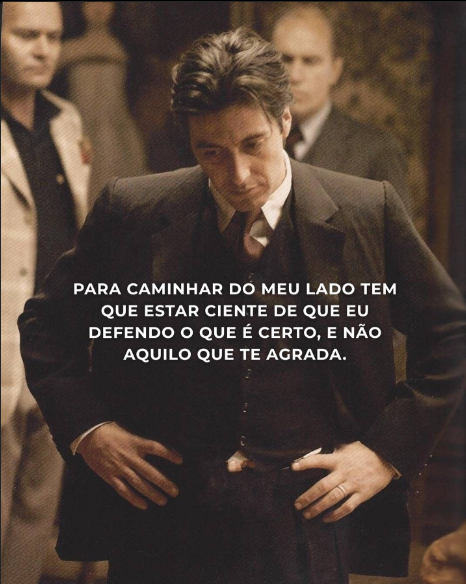 PARA CAMINHAR DO MEU LADO TEM
QUE ESTAR CIENTE DE QUE EU
DEFENDO O QUE É CERTO, E NÃO
AQUILO QUE TE AGRADA.